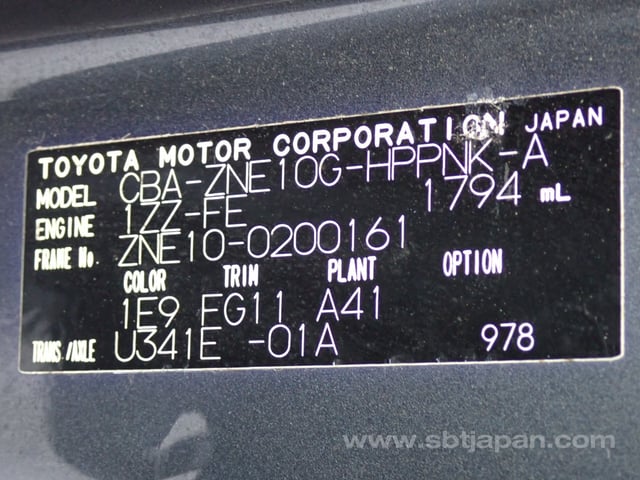 TOYOTA MOTOR CORPORATION JAPAN
MODEL CBA-ZNE10G-HPPNK-A
ENGINE 1ZZ-FE 1794 mL
FRAME No. ZNE10-0200161
COLOR TRIM PLANT OPTION
1E9 FG11 A41
TRANS./AXLE U341E -01A 978
www.sbtjapan.com